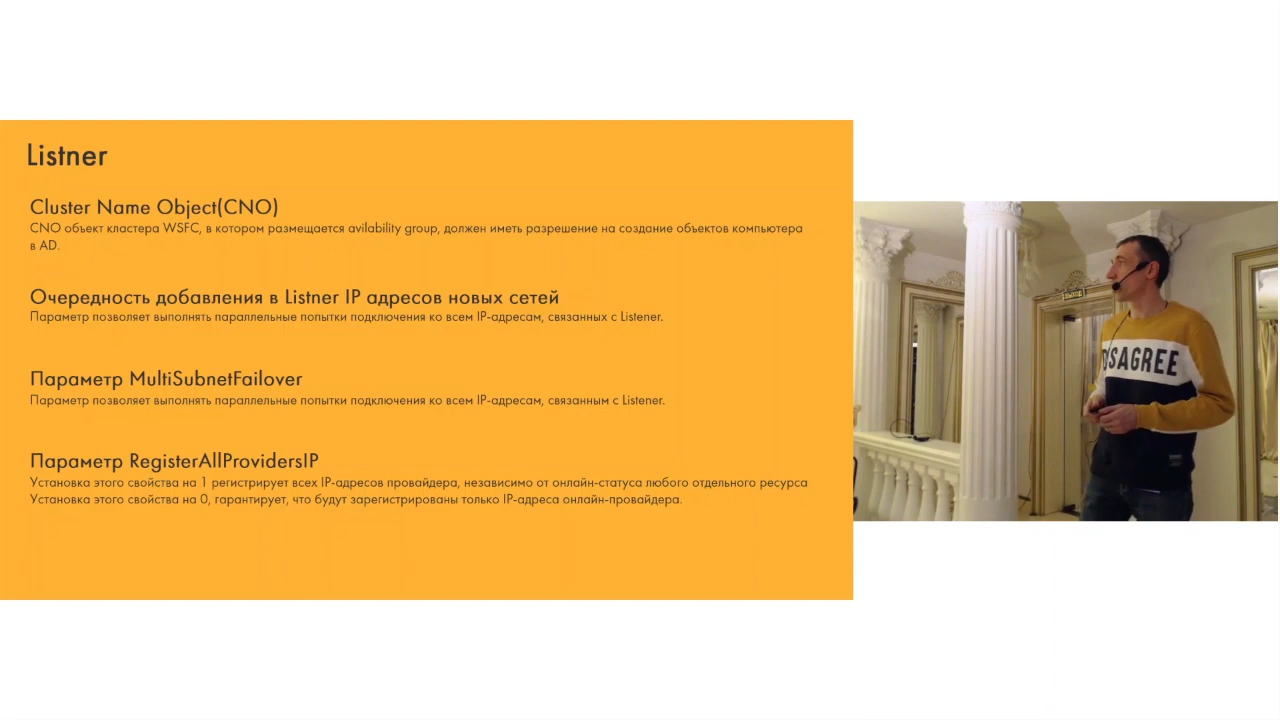 Listner
Cluster Name Object(CNO)
CNO объект кластера WSFC, в котором размещается avilability group, должен иметь разрешение на создание объектов компьютера
в AD.
Очередность добавления в Listner IP адресов новых сетей
Параметр позволяет выполнять параллельные попытки подключения ко всем IP-адресам, связанных с Listener.
Параметр MultiSubnetFailover
Параметр позволяет выполнять параллельные попытки подключения ко всем IP-адресам, связанным с Listener.
Параметр RegisterAllProvidersIP
Установка этого свойства на 1 регистрирует всех IP-адресов провайдера, независимо от онлайн-статуса любого отдельного ресурса
Установка этого свойства на 0, гарантирует, что будут зарегистрированы только IP-адреса онлайн-провайдера.
DISAGREE